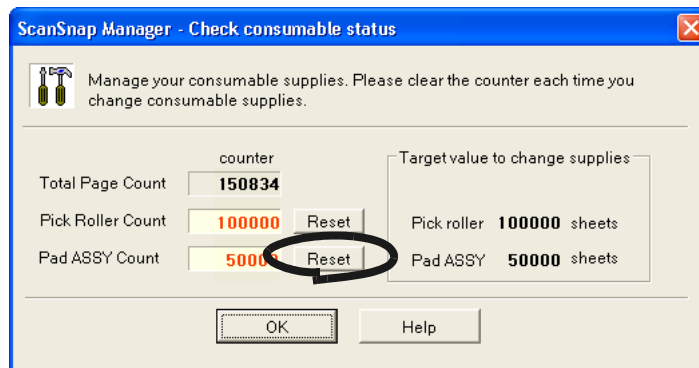 ScanSnap Manager - Check consumable status
Manage your consumable supplies. Please clear the counter each time you
change consumable supplies.
counter
Target value to change supplies
Total Page Count 150834
Pick Roller Count 100000 Reset
Pick roller 100000 sheets
Pad ASSY Count 50000 Reset
Pad ASSY 50000 sheets
OK Help